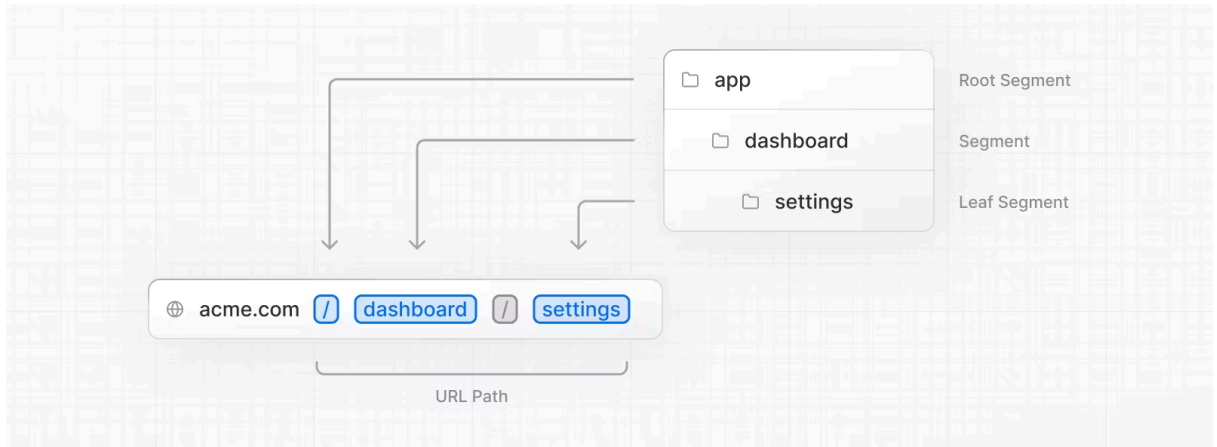 app Root Segment
dashboard Segment
settings Leaf Segment
acme.com / dashboard / settings
URL Path